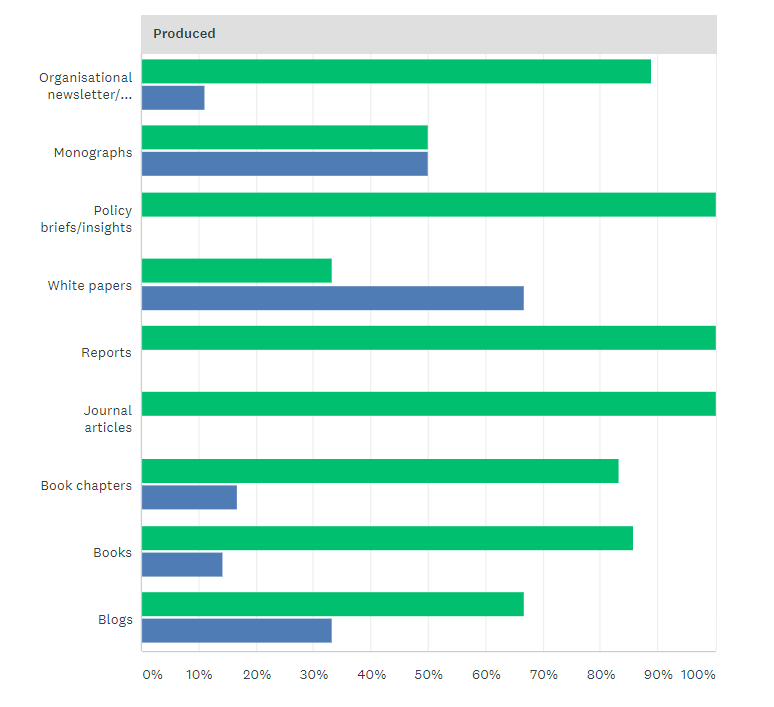 Produced
Organisational
newsletter/...
Monographs
Policy
briefs/insights
White papers
Reports
Journal
articles
Book chapters
Books
Blogs
0% 10% 20% 30% 40% 50% 60% 70% 80% 90% 100%